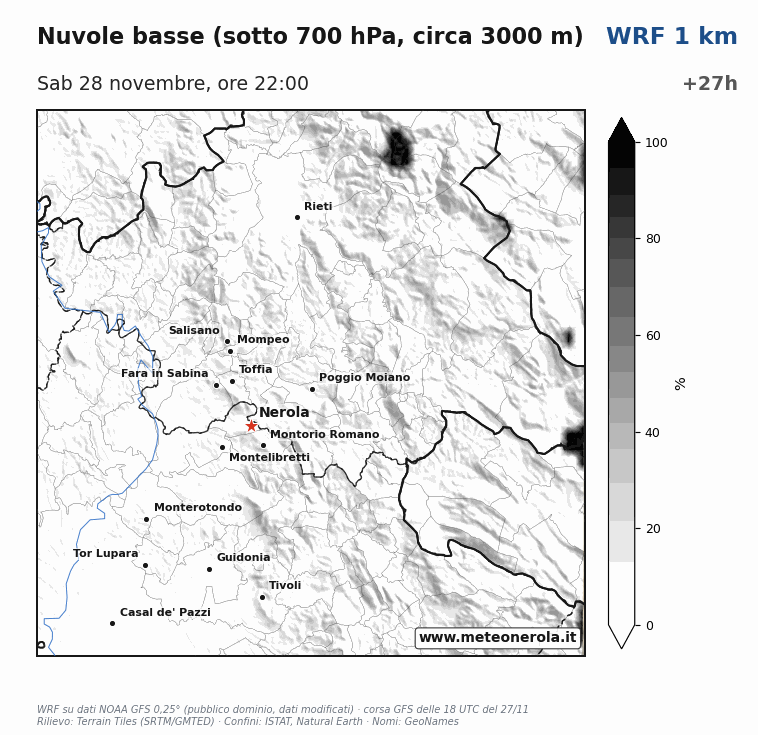 Nuvole basse (sotto 700 hPa, circa 3000 m) WRF 1 km
Sab 28 novembre, ore 22:00 +27h
100
80
60
40
20
0
%
Rieti
Salisano
Mompeo
Fara in Sabina
Toffia
Poggio Moiano
Nerola
Montorio Romano
Montelibretti
Monterotondo
Tor Lupara
Guidonia
Tivoli
Casal de' Pazzi
www.meteonerola.it
WRF su dati NOAA GFS 0,25° (pubblico dominio, dati modificati) · corsa GFS delle 18 UTC del 27/11
Rilievo: Terrain Tiles (SRTM/GMTED) · Confini: ISTAT, Natural Earth · Nomi: GeoNames